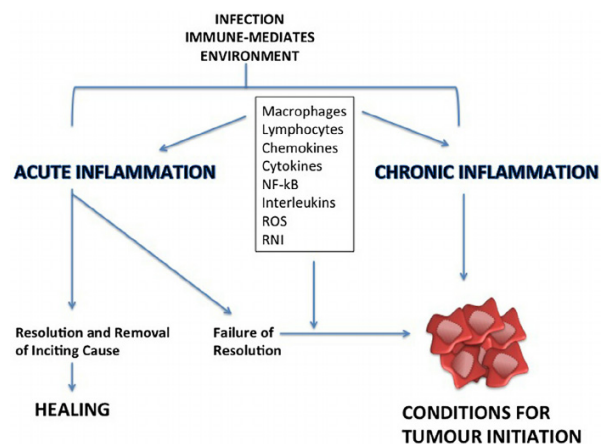 INFECTION
IMMUNE-MEDIATES
ENVIRONMENT
Macrophages
Lymphocytes
Chemokines
Cytokines
NF-kB
Interleukins
ROS
RNI
ACUTE INFLAMMATION
CHRONIC INFLAMMATION
Resolution and Removal
of Inciting Cause
Failure of
Resolution
HEALING
CONDITIONS FOR
TUMOUR INITIATION